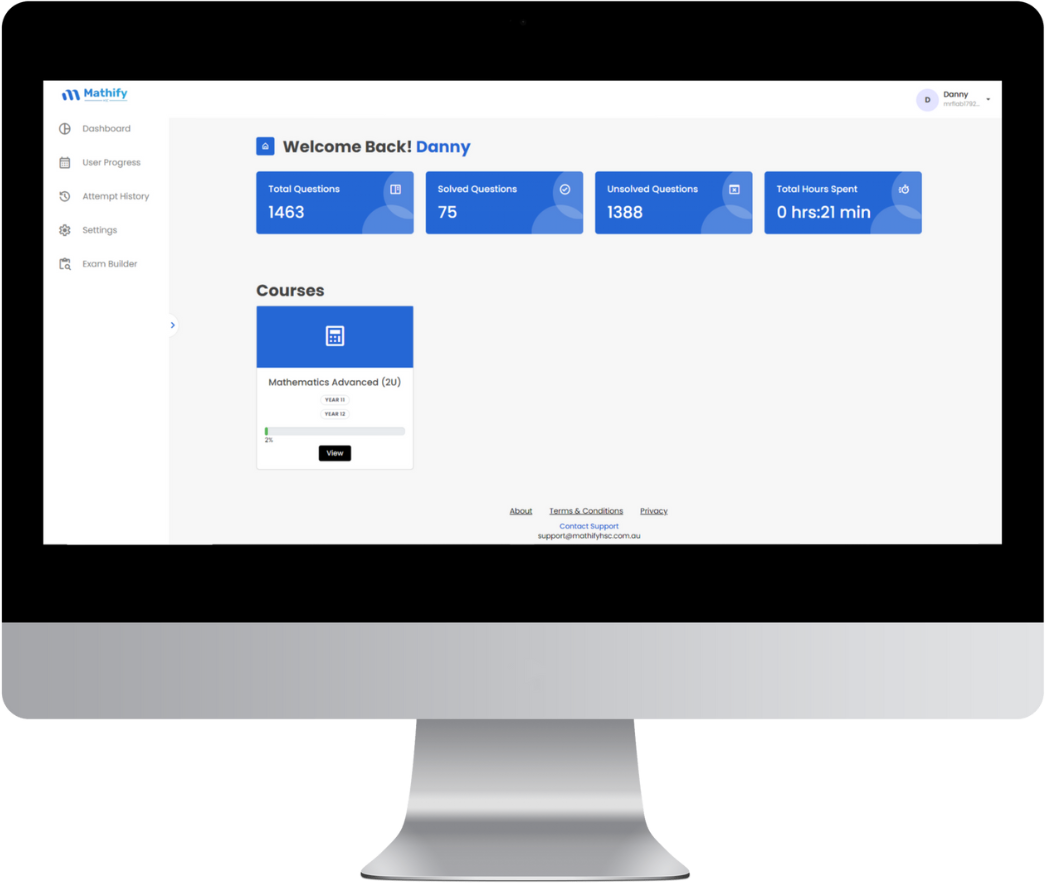 Mathify
D
Danny
Dashboard
User Progress
Attempt History
Settings
Exam Builder
Welcome Back! Danny
Total Questions
1463
Solved Questions
75
Unsolved Questions
1388
Total Hours Spent
0 hrs:21 min
Courses
Mathematics Advanced (2U)
YEAR 11
YEAR 12
2%
View
About Terms & Conditions Privacy
Contact Support
support@mathifyhsc.com.au